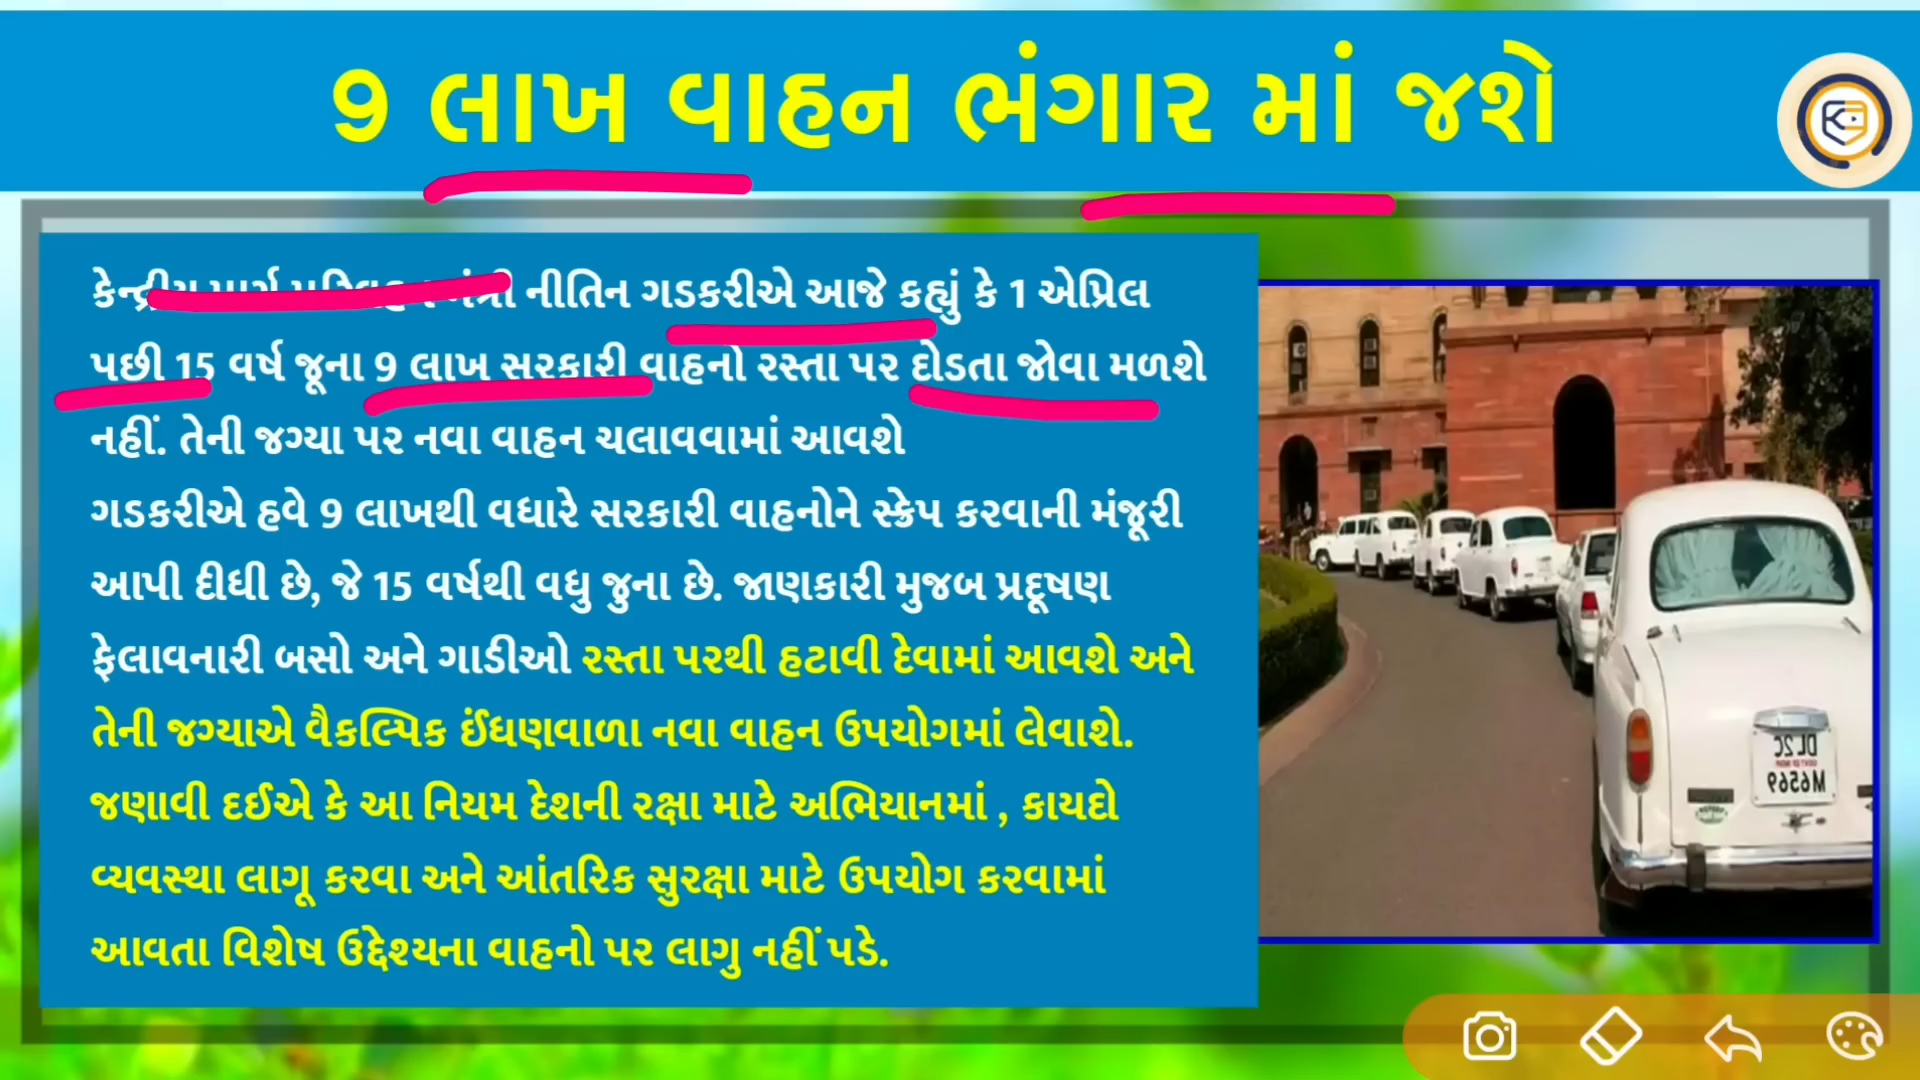 9 લાખ વાહન ભંગાર માં જશે
કેન્દ્રીય માર્ગ પરિવહન મંત્રી નીતિન ગડકરીએ આજે કહ્યું કે 1 એપ્રિલ
પછી 15 વર્ષ જૂના 9 લાખ સરકારી વાહનો રસ્તા પર દોડતા જોવા મળશે
નહીં. તેની જગ્યા પર નવા વાહન ચલાવવામાં આવશે
ગડકરીએ હવે 9 લાખથી વધારે સરકારી વાહનોને સ્ક્રેપ કરવાની મંજૂરી
આપી દીધી છે, જે 15 વર્ષથી વધુ જુના છે. જાણકારી મુજબ પ્રદૂષણ
ફેલાવનારી બસો અને ગાડીઓ રસ્તા પરથી હટાવી દેવામાં આવશે અને
તેની જગ્યાએ વૈકલ્પિક ઈંધણવાળા નવા વાહન ઉપયોગમાં લેવાશે.
જણાવી દઈએ કે આ નિયમ દેશની રક્ષા માટે અભિયાનમાં , કાયદો
વ્યવસ્થા લાગૂ કરવા અને આંતરિક સુરક્ષા માટે ઉપયોગ કરવામાં
આવતા વિશેષ ઉદ્દેશ્યના વાહનો પર લાગુ નહીં પડે.
DL 2C
M6569